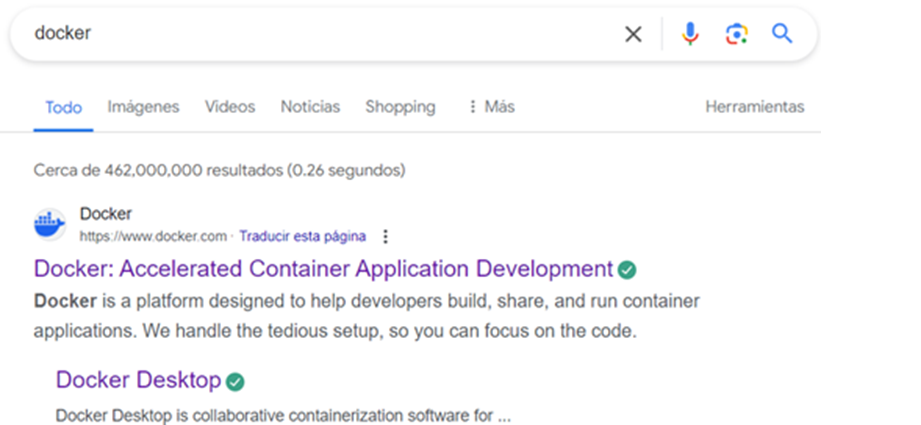 docker
Todo Imágenes Videos Noticias Shopping Más Herramientas
Cerca de 462,000,000 resultados (0.26 segundos)
Docker
https://www.docker.com · Traducir esta página
Docker: Accelerated Container Application Development
Docker is a platform designed to help developers build, share, and run container
applications. We handle the tedious setup, so you can focus on the code.
Docker Desktop
Docker Desktop is collaborative containerization software for ...